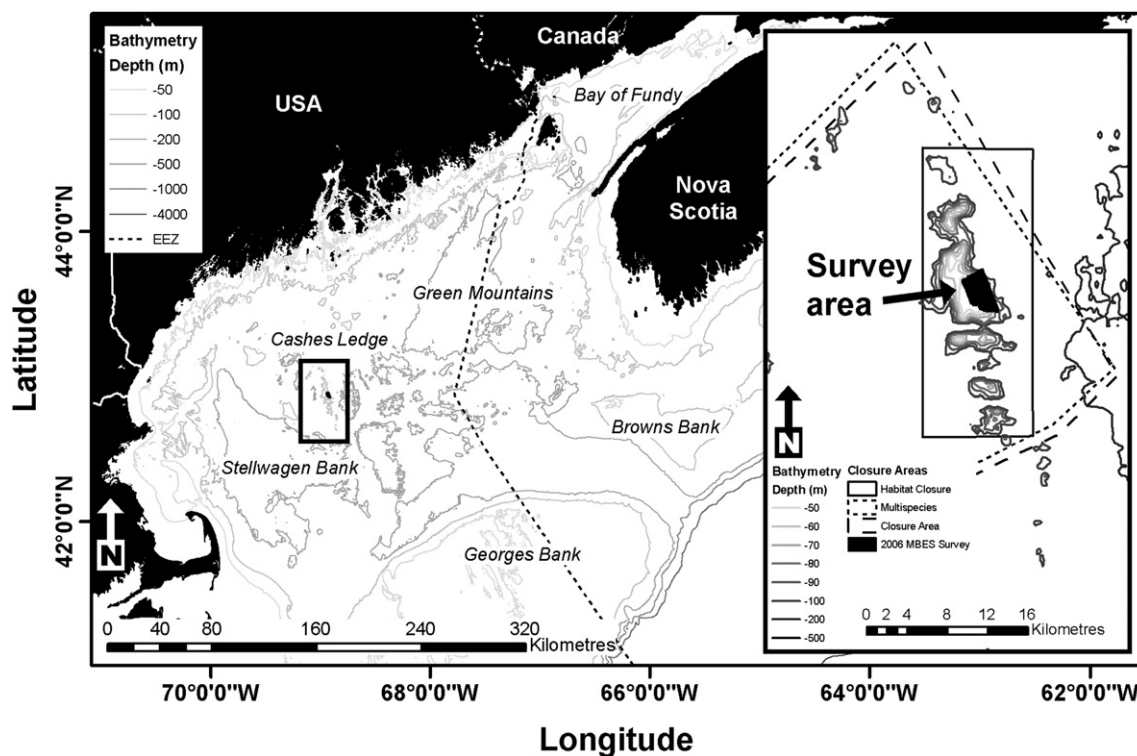 Bathymetry
Depth (m)
-50
-100
-200
-500
-1000
-4000
EEZ
USA
Canada
Bay of Fundy
Nova
Scotia
Green Mountains
Cashes Ledge
Stellwagen Bank
Browns Bank
Georges Bank
N
0 40 80 160 240 320
Kilometres
Survey
area
N
Bathymetry
Depth (m)
-50
-60
-70
-80
-90
-100
-200
-500
Closure Areas
Habitat Closure
Multispecies
Closure Area
2006 MBES Survey
0 2 4 8 12 16
Kilometres
44°0'0"N
42°0'0"N
Latitude
70°0'0"W 68°0'0"W 66°0'0"W 64°0'0"W 62°0'0"W
Longitude